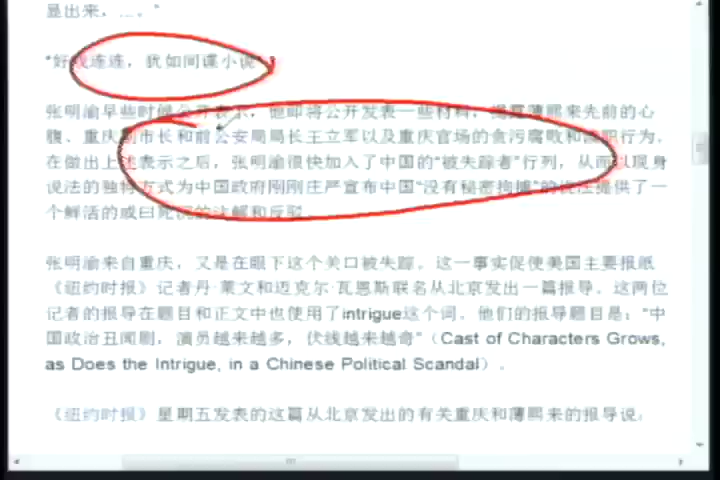 显出来，…。”
“好戏连连，犹如间谍小说”
张明渝早些时候公开表示，他即将公开发表一些材料，揭露薄熙来先前的心
腹、重庆副市长和前公安局局长王立军以及重庆官场的贪污腐败和渎职行为。
在做出上述表示之后，张明渝很快加入了中国的“被失踪者”行列，从而以现身
说法的独特方式为中国政府刚刚庄严宣布中国“没有秘密拘捕”的说法提供了一
个鲜活的或曰死沉的注解和反驳。
张明渝来自重庆，又是在眼下这个关口被失踪。这一事实促使美国主要报纸
《纽约时报》记者丹·莱文和迈克尔·瓦恩斯联名从北京发出一篇报导。这两位
记者的报导在题目和正文中也使用了intrigue这个词。他们的报导题目是：“中
国政治丑闻剧，演员越来越多，伏线越来越奇”（Cast of Characters Grows,
as Does the Intrigue, in a Chinese Political Scandal）。
《纽约时报》星期五发表的这篇从北京发出的有关重庆和薄熙来的报导说：